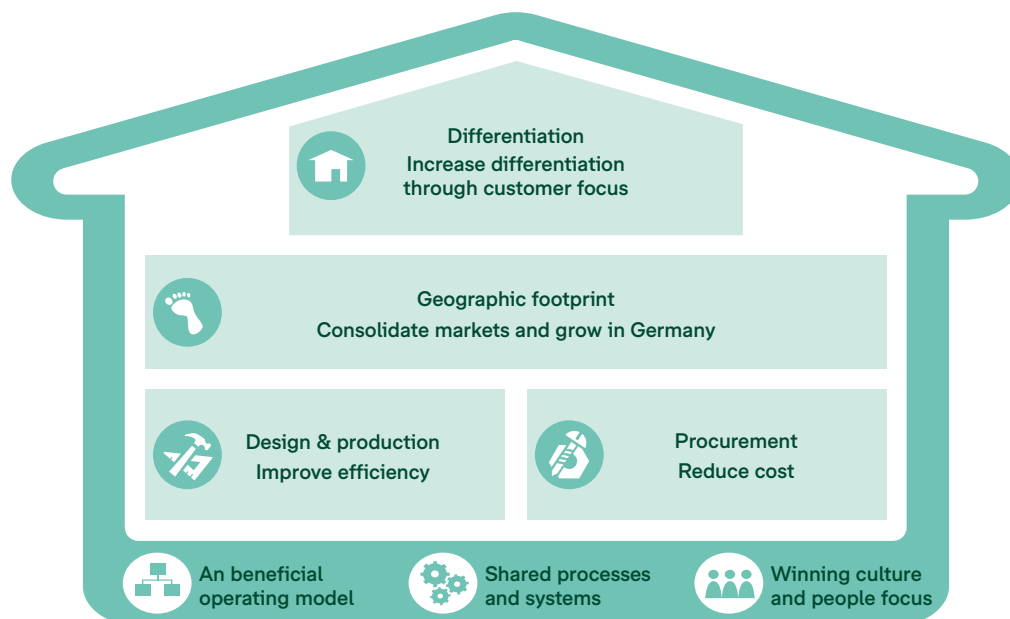 Differentiation
Increase differentiation
through customer focus
Geographic footprint
Consolidate markets and grow in Germany
Design & production
Improve efficiency
Procurement
Reduce cost
An beneficial
operating model
Shared processes
and systems
Winning culture
and people focus